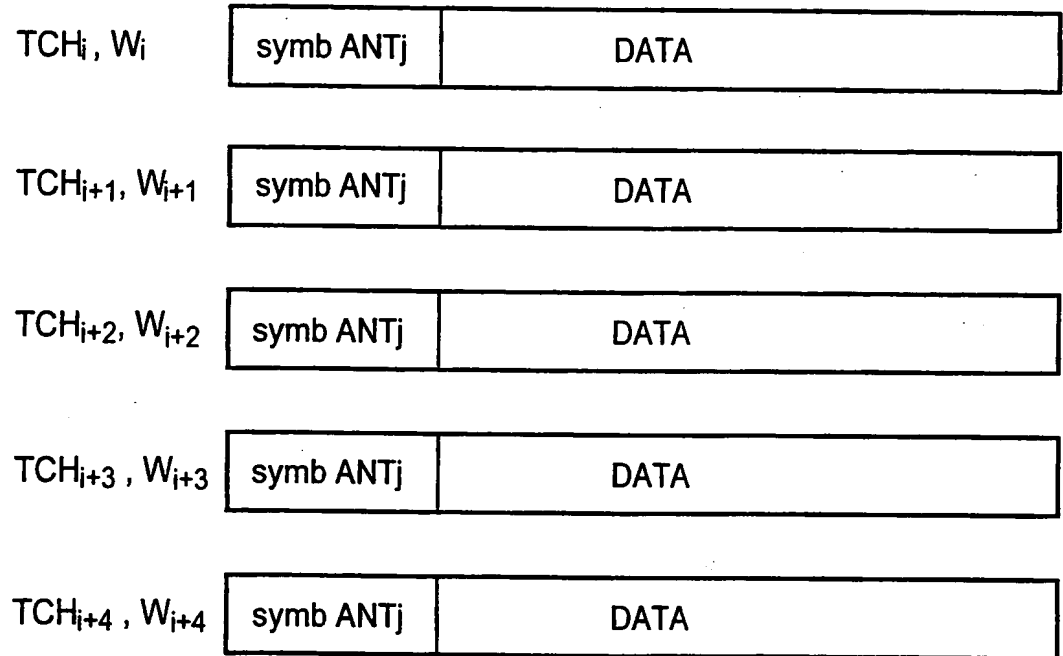 TCHi , Wi symb ANTj DATA
TCHi+1, Wi+1 symb ANTj DATA
TCHi+2, Wi+2 symb ANTj DATA
TCHi+3 , Wi+3 symb ANTj DATA
TCHi+4 , Wi+4 symb ANTj DATA